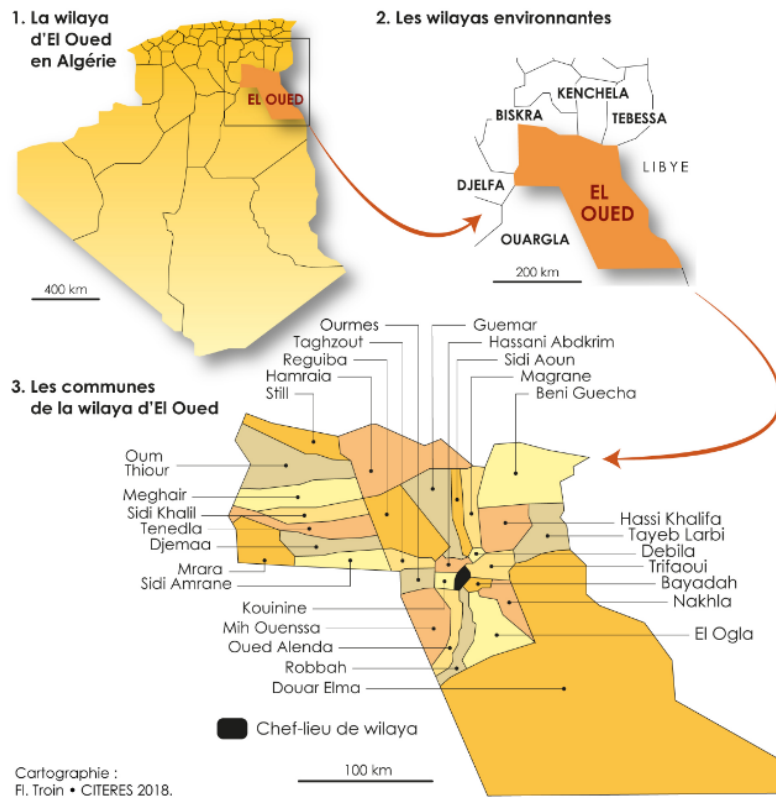 1. La wilaya
d'El Oued
en Algérie
EL OUED
400 km
2. Les wilayas environnantes
KENCHELA
BISKRA
TEBESSA
LIBYE
DJELFA
EL
OUED
OUARGLA
200 km
3. Les communes
de la wilaya d'El Oued
Ourmes
Taghzout
Reguiba
Hamraia
Still
Guemar
Hassani Abdkrim
Sidi Aoun
Magrane
Beni Guecha
Oum
Thiour
Meghair
Sidi Khalil
Tenedla
Djemaa
Mrara
Sidi Amrane
Hassi Khalifa
Tayeb Larbi
Debila
Trifaoui
Bayadah
Nakhla
El Ogla
Kouinine
Mih Ouenssa
Oued Alenda
Robbah
Douar Elma
Chef-lieu de wilaya
100 km
Cartographie :
Fl. Troin • CITERES 2018.